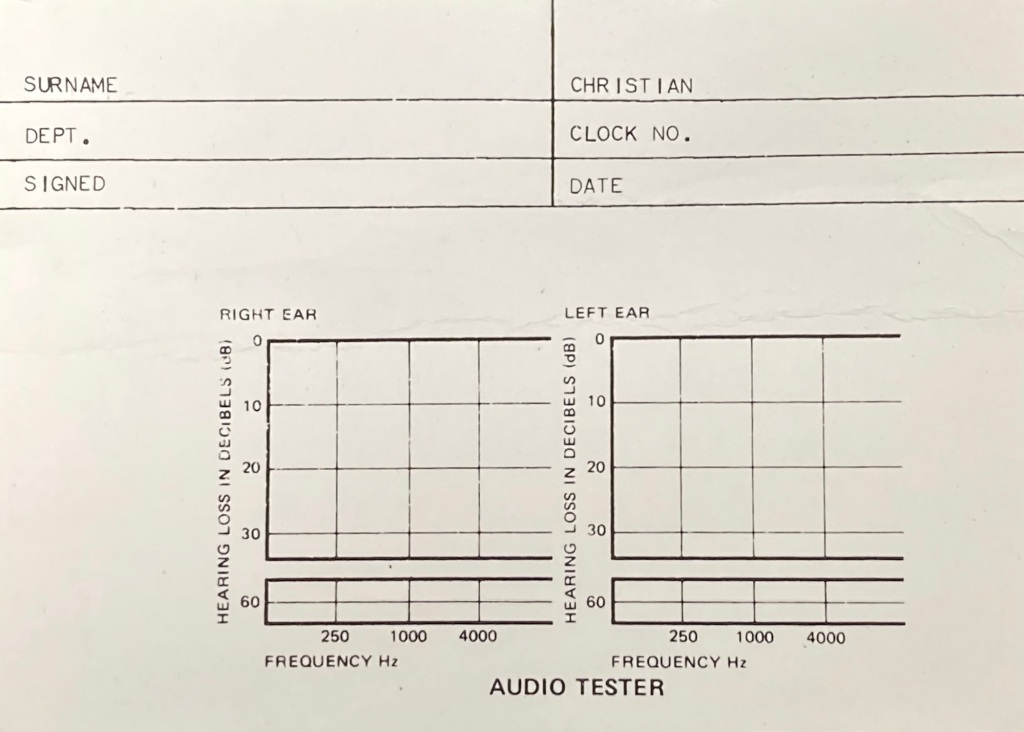 SURNAME CHRISTIAN
DEPT. CLOCK NO.
SIGNED DATE
RIGHT EAR
HEARING LOSS IN DECIBELS (dB)
0
10
20
30
60
250 1000 4000
FREQUENCY Hz
LEFT EAR
HEARING LOSS IN DECIBELS (dB)
0
10
20
30
60
250 1000 4000
FREQUENCY Hz
AUDIO TESTER